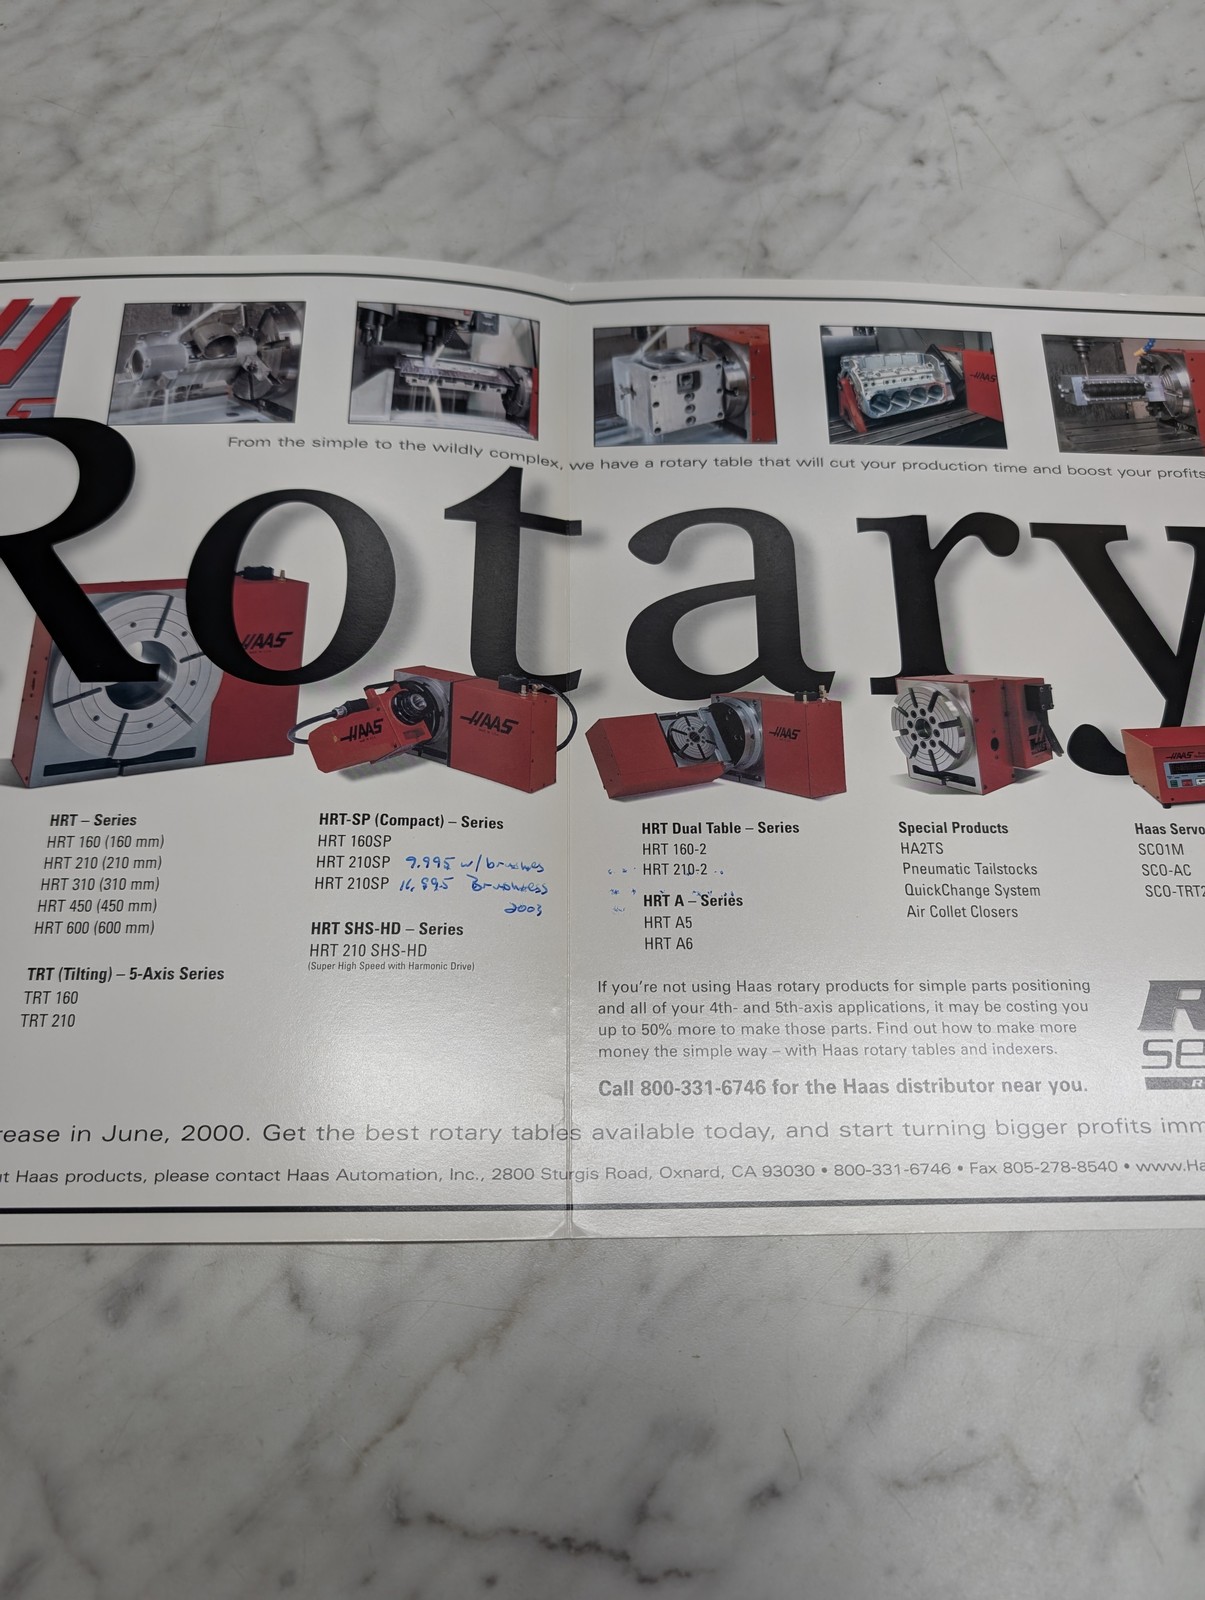 HAAS
From the simple to the wildly complex, we have a rotary table that will cut your production time and boost your profits
Rotary
HAAS
HAAS
HAAS
HAAS
HAAS
HRT – Series
HRT 160 (160 mm)
HRT 210 (210 mm)
HRT 310 (310 mm)
HRT 450 (450 mm)
HRT 600 (600 mm)
TRT (Tilting) – 5-Axis Series
TRT 160
TRT 210
HRT-SP (Compact) – Series
HRT 160SP
HRT 210SP 9.995 w/brushes
HRT 210SP 16,895 Brushless
2003
HRT SHS-HD – Series
HRT 210 SHS-HD
(Super High Speed with Harmonic Drive)
HRT Dual Table – Series
HRT 160-2
HRT 210-2
HRT A – Series
HRT A5
HRT A6
Special Products
HA2TS
Pneumatic Tailstocks
QuickChange System
Air Collet Closers
Haas Servo
SCO1M
SCO-AC
SCO-TRT2
If you're not using Haas rotary products for simple parts positioning
and all of your 4th- and 5th-axis applications, it may be costing you
up to 50% more to make those parts. Find out how to make more
money the simple way – with Haas rotary tables and indexers.
Call 800-331-6746 for the Haas distributor near you.
rease in June, 2000. Get the best rotary tables available today, and start turning bigger profits imm
ut Haas products, please contact Haas Automation, Inc., 2800 Sturgis Road, Oxnard, CA 93030 • 800-331-6746 • Fax 805-278-8540 • www.Ha